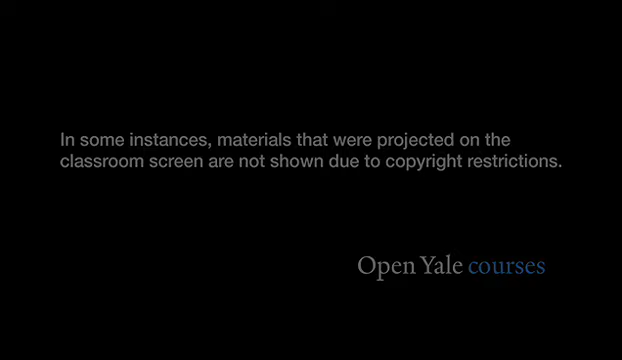 In some instances, materials that were projected on the
classroom screen are not shown due to copyright restrictions.
Open Yale courses